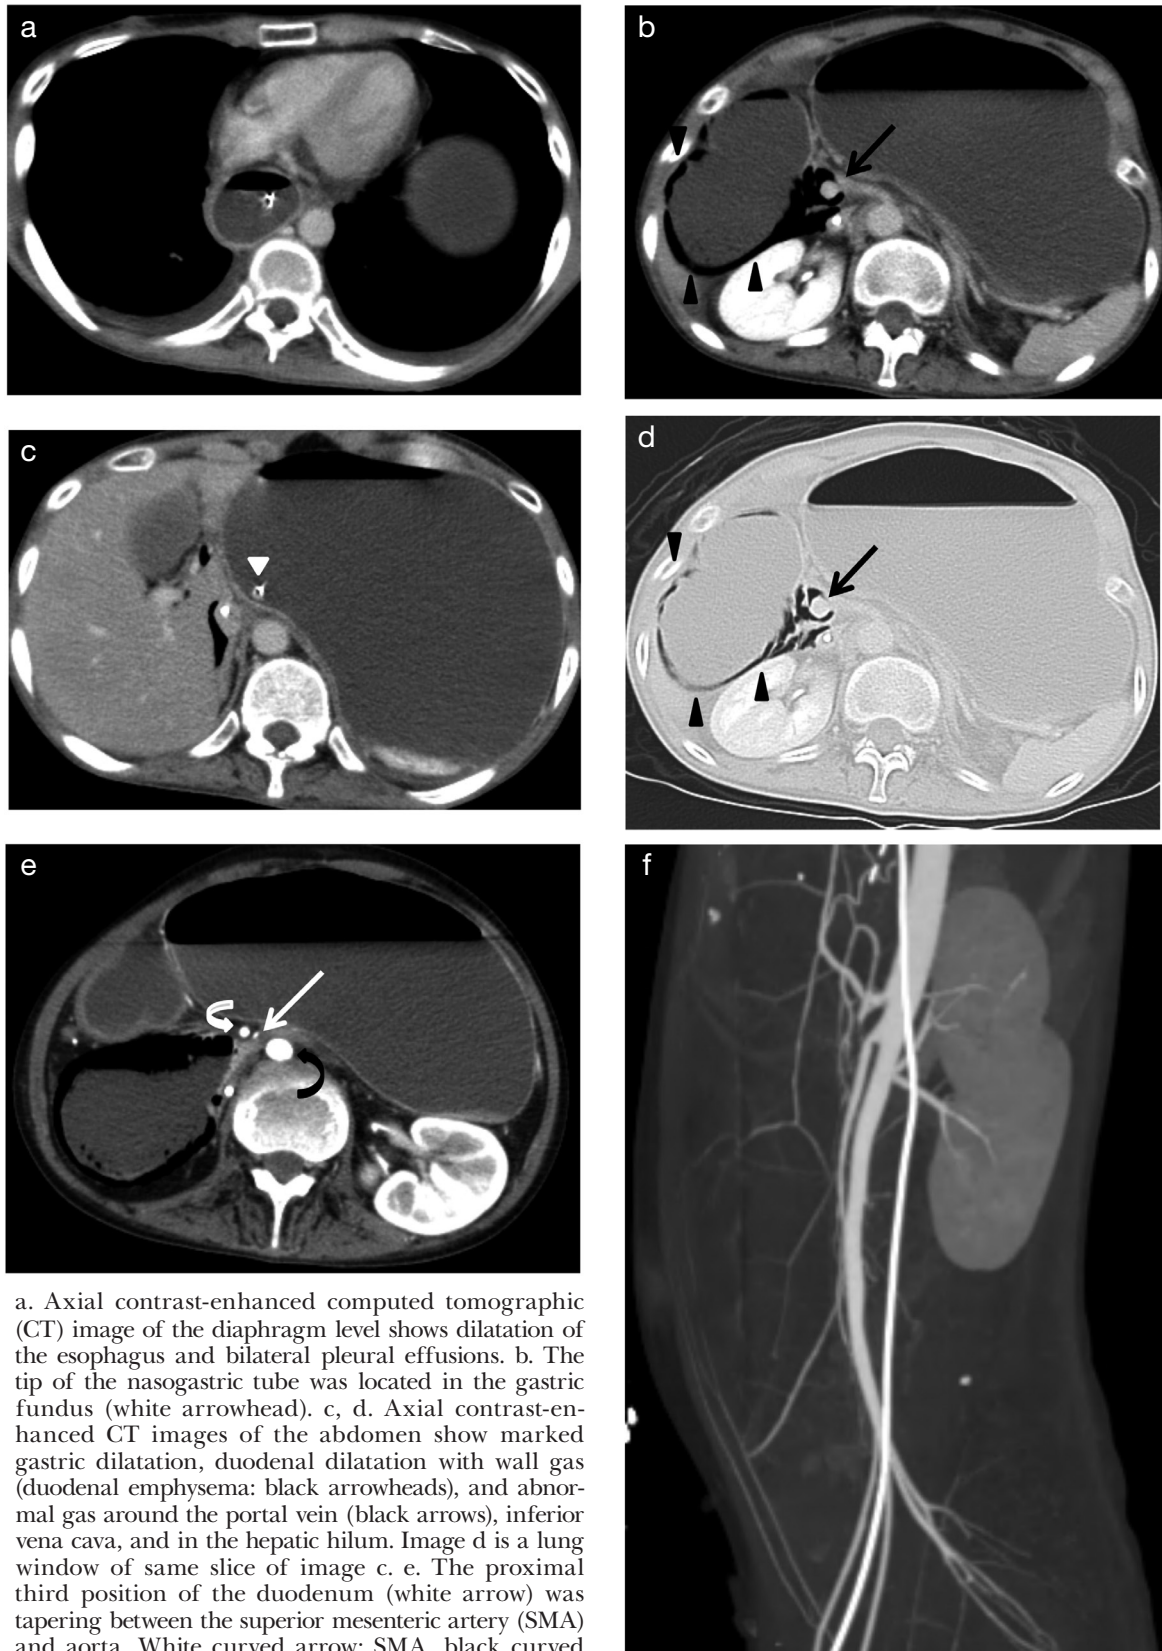 a
b
c
d
e
f
a. Axial contrast-enhanced computed tomographic
(CT) image of the diaphragm level shows dilatation of
the esophagus and bilateral pleural effusions. b. The
tip of the nasogastric tube was located in the gastric
fundus (white arrowhead). c, d. Axial contrast-en-
hanced CT images of the abdomen show marked
gastric dilatation, duodenal dilatation with wall gas
(duodenal emphysema: black arrowheads), and abnor-
mal gas around the portal vein (black arrows), inferior
vena cava, and in the hepatic hilum. Image d is a lung
window of same slice of image c. e. The proximal
third position of the duodenum (white arrow) was
tapering between the superior mesenteric artery (SMA)
and aorta. White curved arrow: SMA, black curved